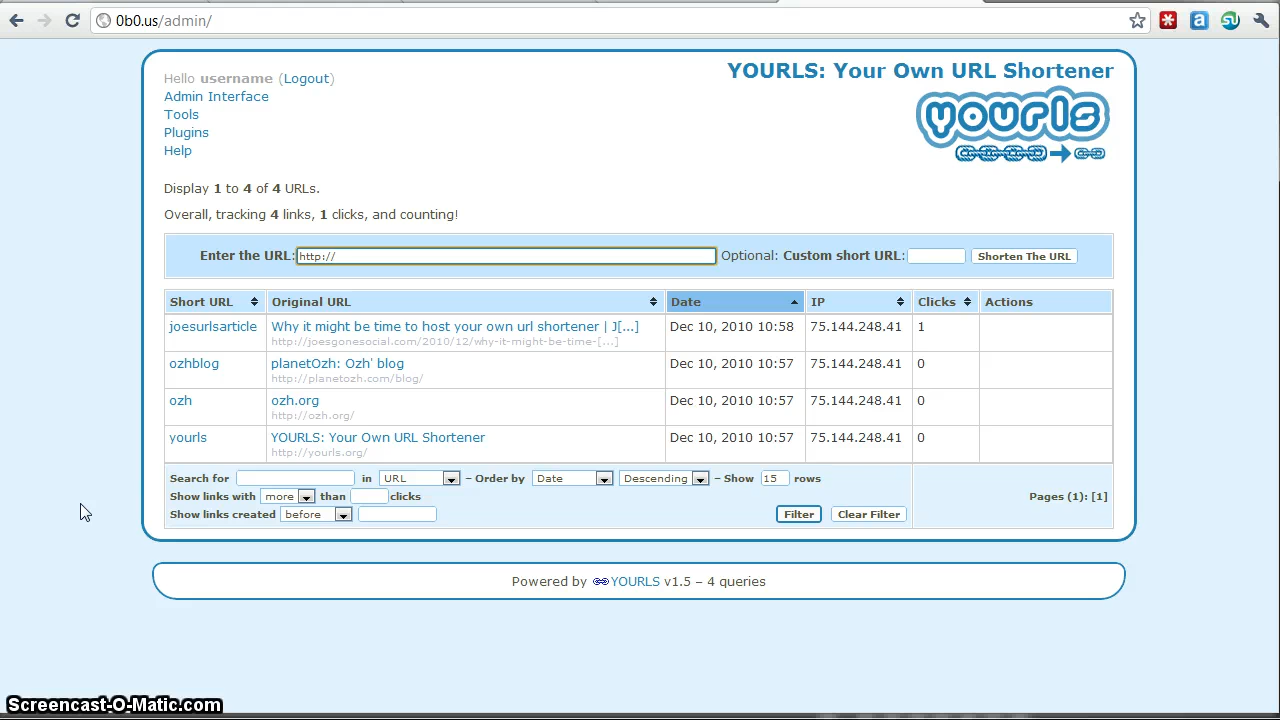 0b0.us/admin/
Hello username (Logout)
YOURLS: Your Own URL Shortener
Admin Interface
yourls
Tools
Plugins
Help
Display 1 to 4 of 4 URLs.
Overall, tracking 4 links, 1 clicks, and counting!
Enter the URL: http:// Optional: Custom short URL: Shorten The URL
Short URL Original URL Date IP Clicks Actions
joesurlsarticle Why it might be time to host your own url shortener | J[...] Dec 10, 2010 10:58 75.144.248.41 1
http://joesgonesocial.com/2010/12/why-it-might-be-time-[...]
ozhblog planetOzh: Ozh' blog Dec 10, 2010 10:57 75.144.248.41 0
http://planetozh.com/blog/
ozh ozh.org Dec 10, 2010 10:57 75.144.248.41 0
http://ozh.org/
yourls YOURLS: Your Own URL Shortener Dec 10, 2010 10:57 75.144.248.41 0
http://yourls.org/
Search for in URL – Order by Date Descending – Show 15 rows
Show links with more than clicks Pages (1): [1]
Show links created before Filter Clear Filter
Powered by YOURLS v1.5 – 4 queries
Screencast-O-Matic.com